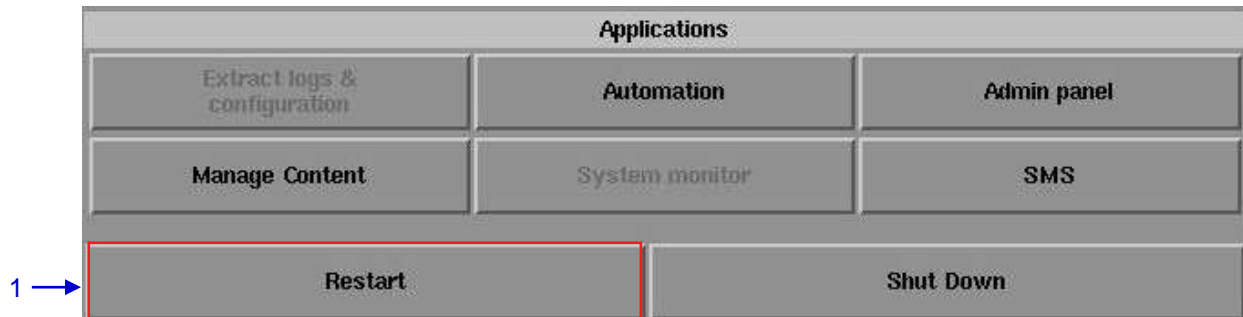 Applications
Extract logs &
configuration
Automation
Admin panel
Manage Content
System monitor
SMS
1
Restart
Shut Down